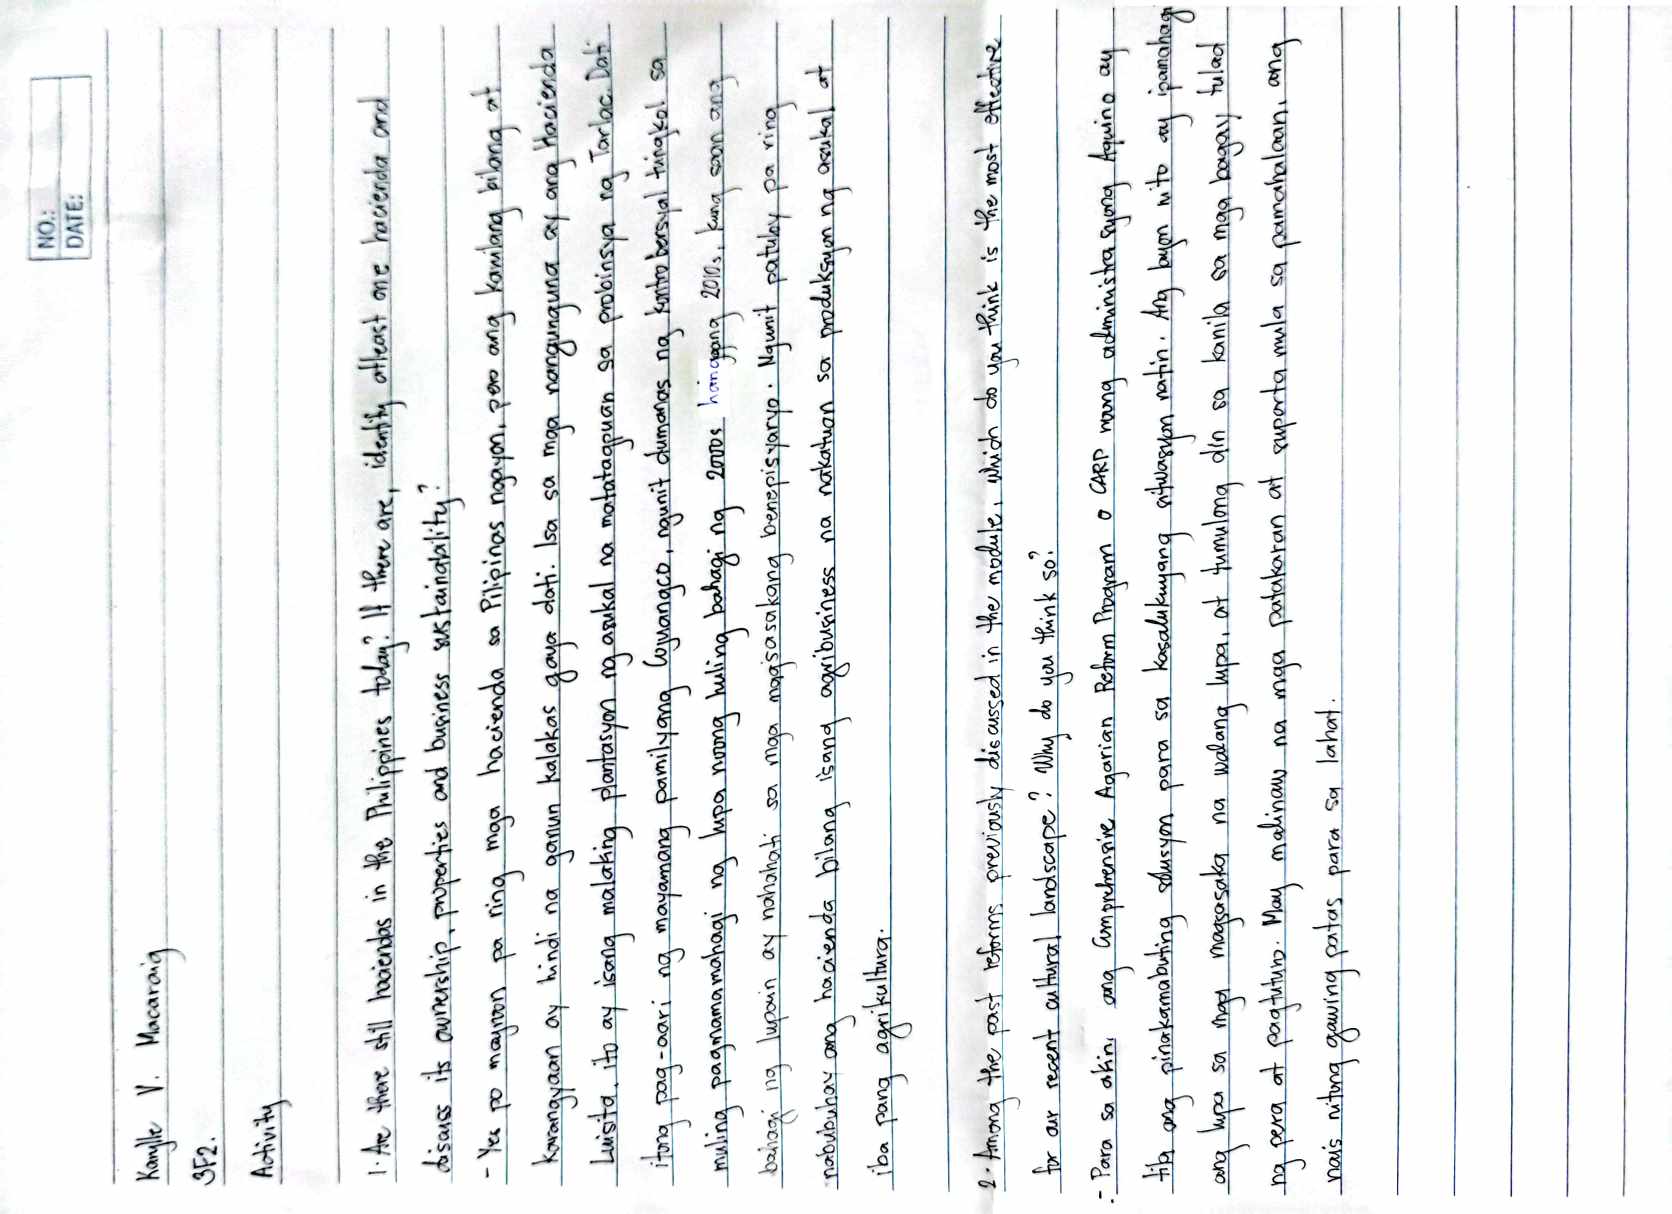 NO.:
DATE:
Kanylle V. Macaraig
3F2.
Activity
1. Are there still haciendas in the Philippines today? If there are, identify atleast one hacienda and
discuss its ownership, properties and business sustainability?
- Yes po mayroon pa ring mga hacienda sa Pilipinas ngayon, pero ang kanilang bilang at
karangyaan ay hindi na ganun kalakas gaya dati. Isa sa mga nanguguna ay ang Hacienda
Luisita, ito ay isang malaking plantasyon ng asukal na matatagpuan sa probinsya ng Tarlac. Dati
itong pag-aari ng mayamang pamilyang Cojuangco, ngunit dumanas ng kontrobersyal tungkol sa
muling pagmamahagi ng lupa noong huling bahagi ng 2000s hanggang 2010s, kung saan ang
bahagi ng lupain ay nahahati sa mga magsasakang benepisyaryo. Ngunit patuloy pa ring
nabubuhay ang hacienda bilang isang agribusiness na nakatuon sa produksyon ng asukal at
iba pang agrikultura.
2. Among the past reforms previously discussed in the module, which do you think is the most effective
for our recent cultural landscape? Why do you think so?
- Para sa akin, ang Comprehensive Agarian Reform Program o CARP nang administrasyong Aquino ay
tila ang pinakamabuting solusyon para sa kasalukuyang sitwasyon natin. Ang layon nito ay ipamahagi
ang lupa sa mga magsasaka na walang lupa, at tumulong din sa kanila sa mga bagay tulad
ng pera at pagtuturo. May malinaw na mga patakaran at suporta mula sa pamahalaan, ang
nais nitong gawing patas para sa lahat.